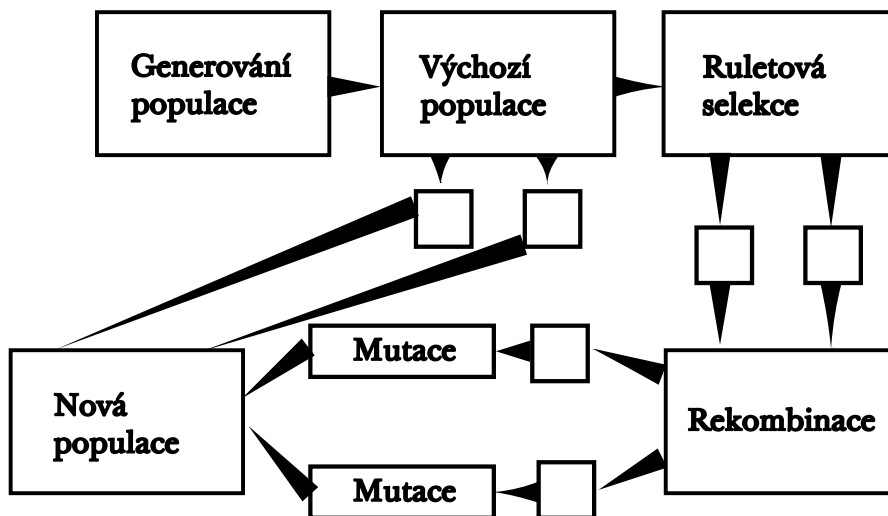 Generování
populace
Výchozí
populace
Ruletová
selekce
Mutace
Nová
populace
Rekombinace
Mutace